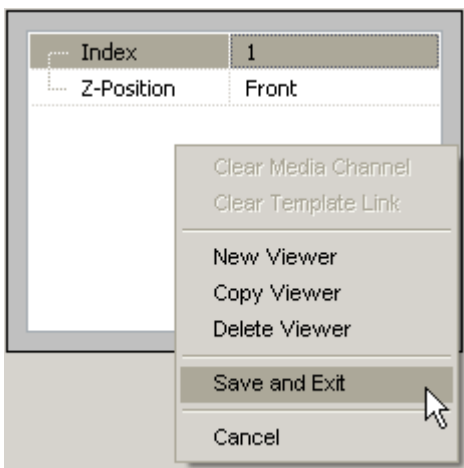 Index 1
Z-Position Front
Clear Media Channel
Clear Template Link
New Viewer
Copy Viewer
Delete Viewer
Save and Exit
Cancel